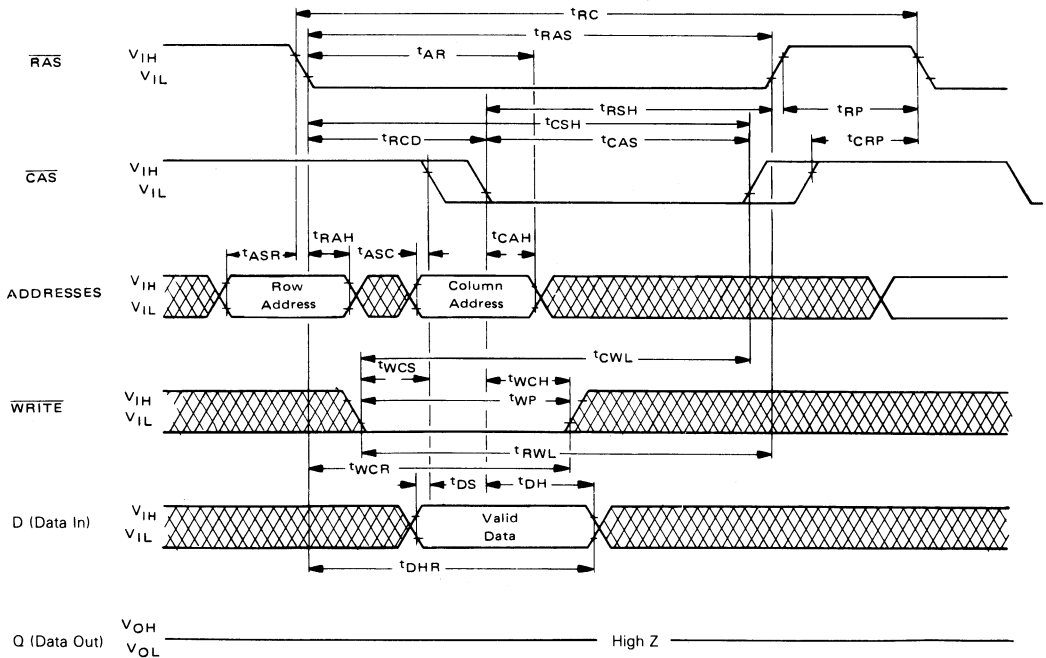 tRC
tRAS
tAR
RAS
VIH
VIL
tRSH
tRP
tCSH
tRCD
tCAS
tCRP
CAS
VIH
VIL
tRAH
tCAH
tASR
tASC
ADDRESSES
VIH
VIL
Row Address
Column Address
tCWL
tWCS
tWCH
tWP
WRITE
VIH
VIL
tRWL
tWCR
tDS
tDH
D (Data In)
VIH
VIL
Valid Data
tDHR
Q (Data Out)
VOH
VOL
High Z